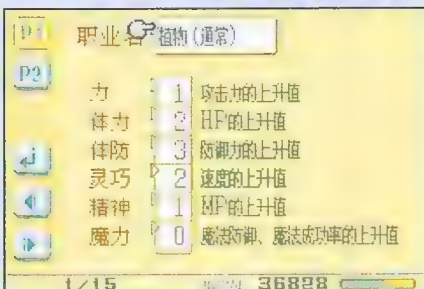 P1 职业名 植物(通常)
P2
力 1 攻击力的上升值
体力 2 HP的上升值
体防 3 防御力的上升值
灵巧 2 速度的上升值
精神 1 MP的上升值
魔力 0 魔法防御、魔法成功率的上升值
1/15 36828